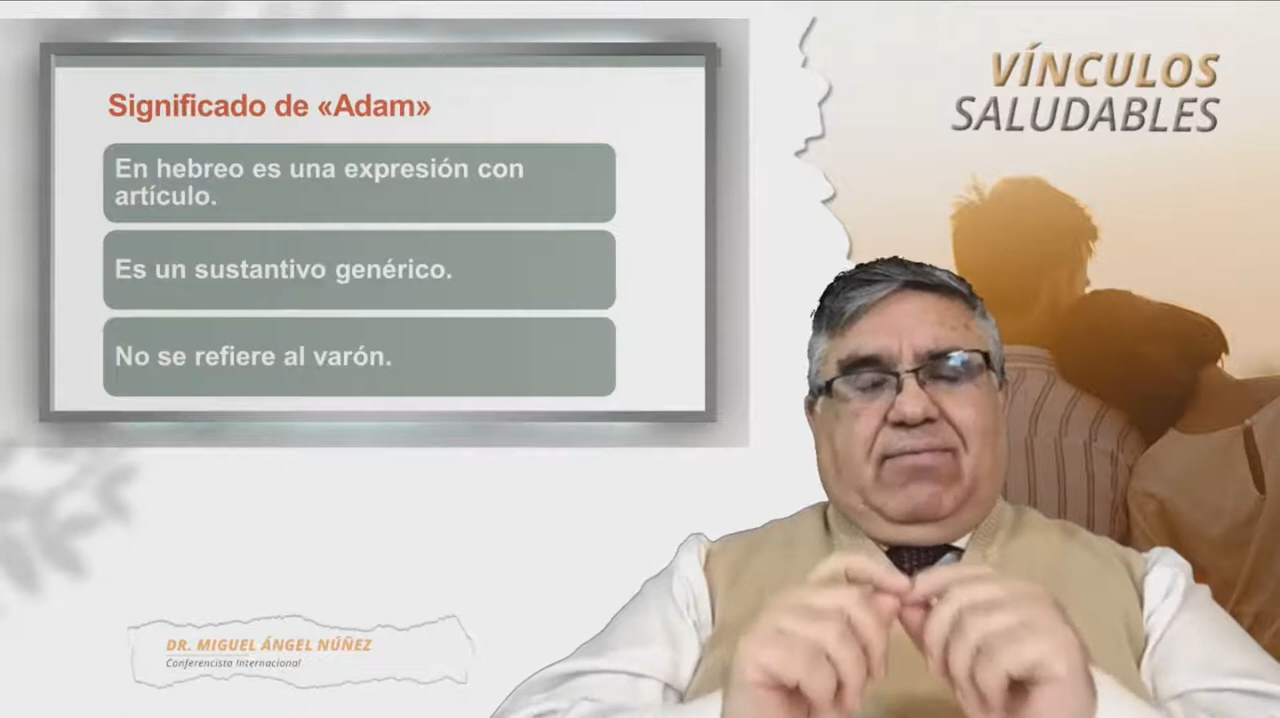 Significado de «Adam»
En hebreo es una expresión con
artículo.
Es un sustantivo genérico.
No se refiere al varón.
VÍNCULOS
SALUDABLES
DR. MIGUEL ÁNGEL NÚÑEZ
Conferencista Internacional